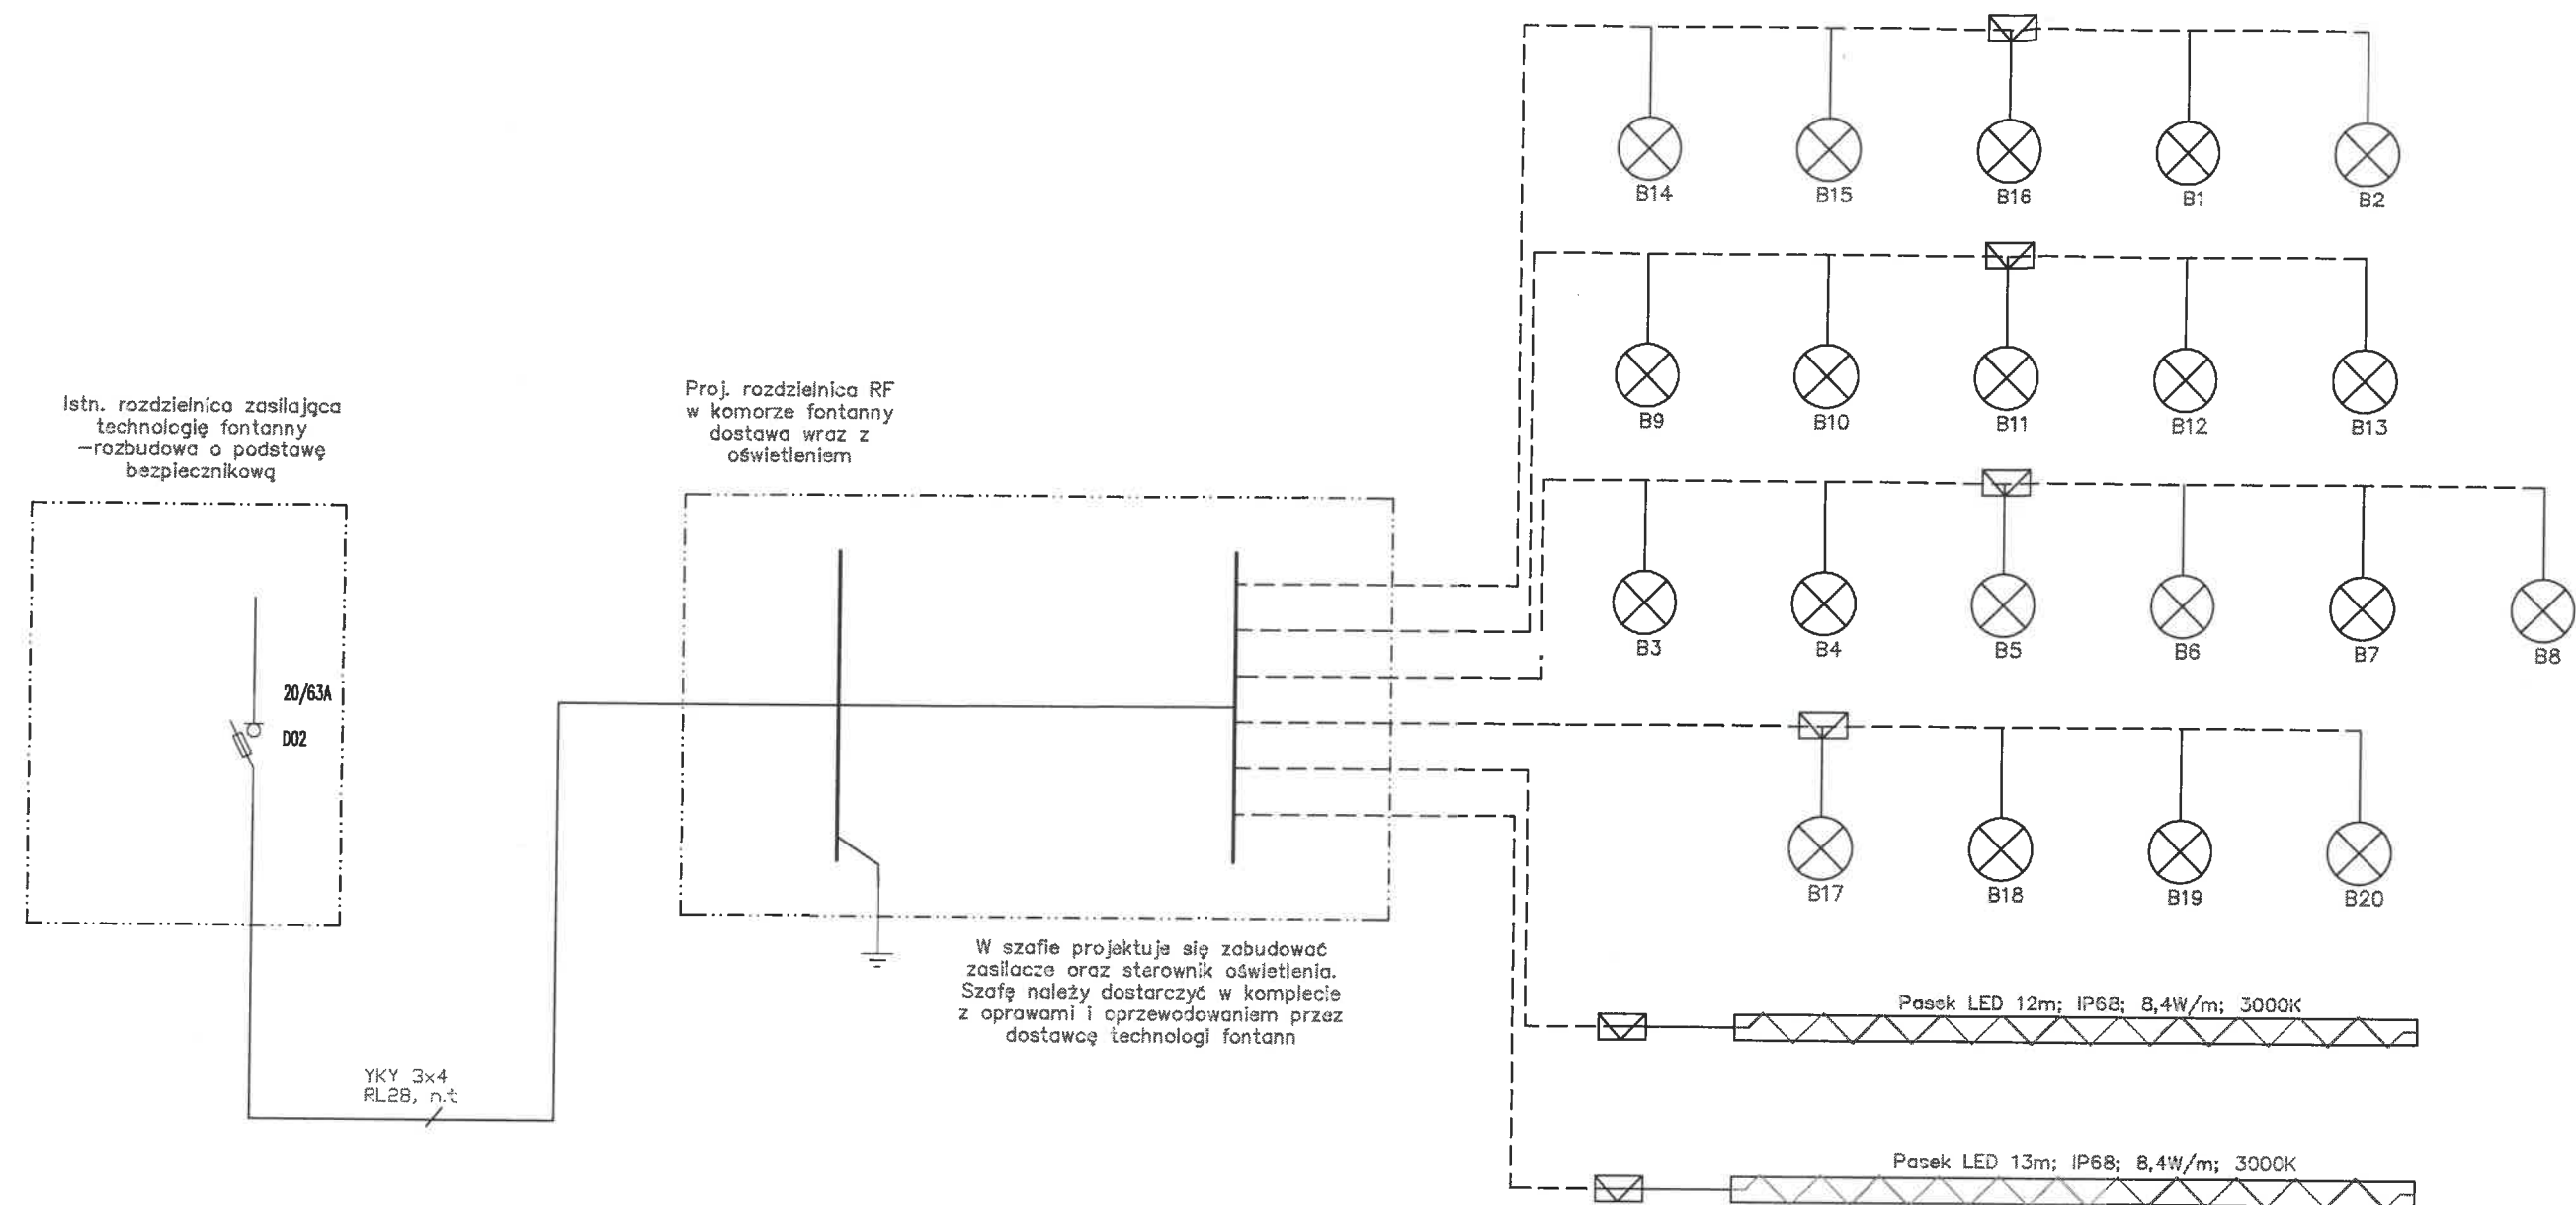 B14 B15 B16 B1 B2
B9 B10 B11 B12 B13
B3 B4 B5 B6 B7 B8
B17 B18 B19 B20
Istn. rozdzielnica zasilająca
technologię fontanny
–rozbudowa o podstawę
bezpiecznikową
20/63A
D02
YKY 3x4
RL28, n.t
Proj. rozdzielnica RF
w komorze fontanny
dostawa wraz z
oświetleniem
W szafie projektuje się zabudować
zasilacze oraz sterownik oświetlenia.
Szafę należy dostarczyć w komplecie
z oprawami i oprzewodowaniem przez
dostawcę technologi fontann
Pasek LED 12m; IP68; 8,4W/m; 3000K
Pasek LED 13m; IP68; 8,4W/m; 3000K